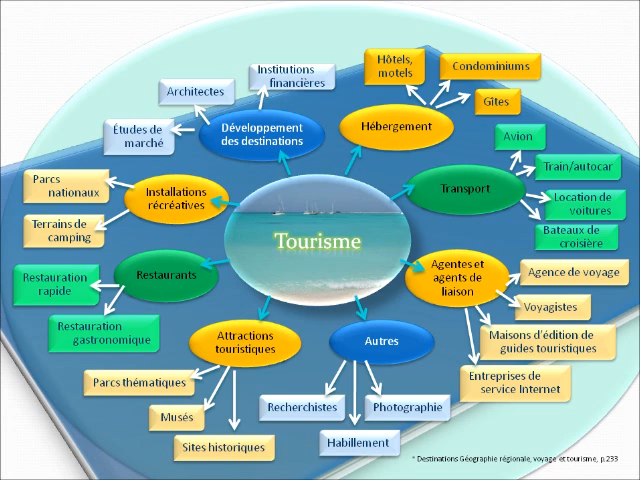 Tourisme
Développement
des destinations
Études de
marché
Architectes
Institutions
financières
Hébergement
Hôtels,
motels
Condominiums
Gîtes
Transport
Avion
Train/autocar
Location de
voitures
Bateaux de
croisière
Agentes et
agents de
liaison
Agence de voyage
Voyagistes
Maisons d'édition de
guides touristiques
Entreprises de
service Internet
Autres
Recherchistes
Habillement
Photographie
Attractions
touristiques
Parcs thématiques
Musés
Sites historiques
Restaurants
Restauration
rapide
Restauration
gastronomique
Installations
récréatives
Parcs
nationaux
Terrains de
camping
* Destinations Géographie régionale, voyage et tourisme, p.233